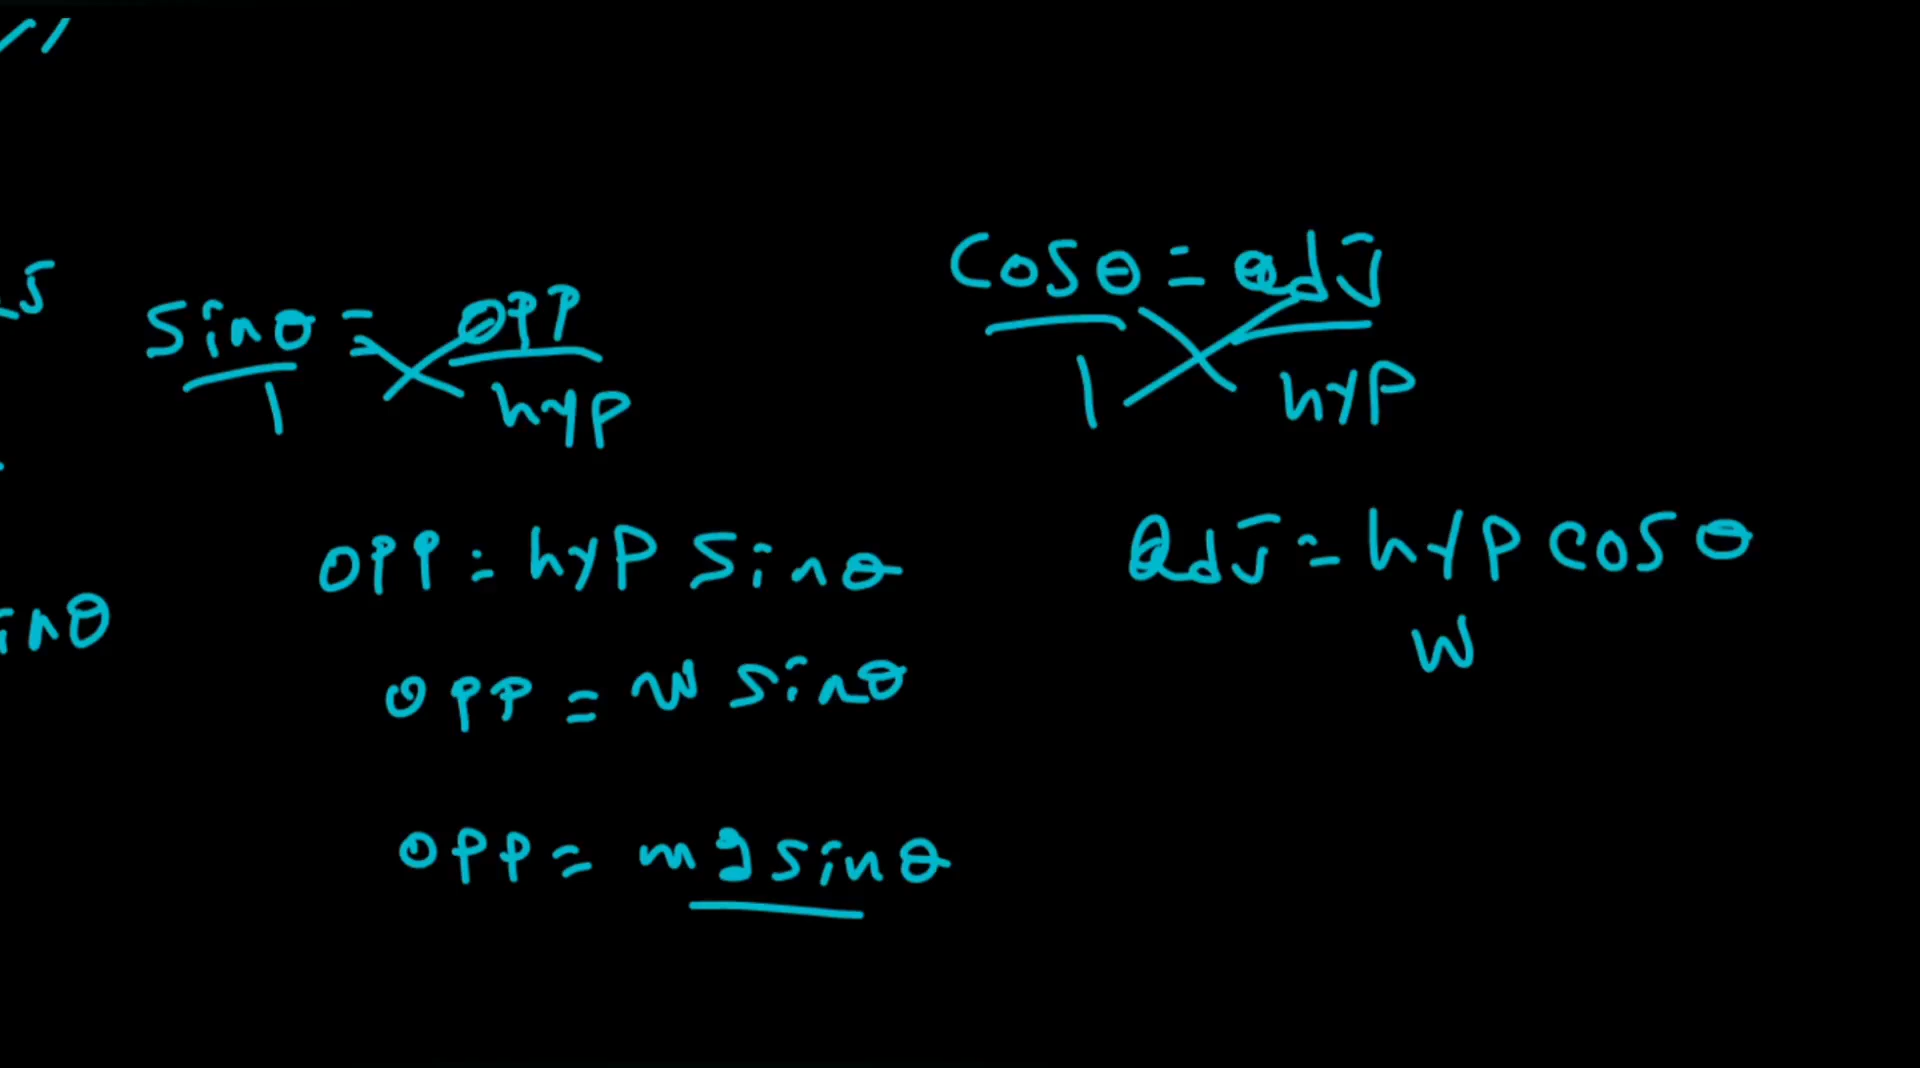 sinθ = opp
1 hyp
opp = hyp sinθ
opp = w sinθ
opp = mg sinθ
cosθ = adj
1 hyp
adj = hyp cosθ
w
inθ